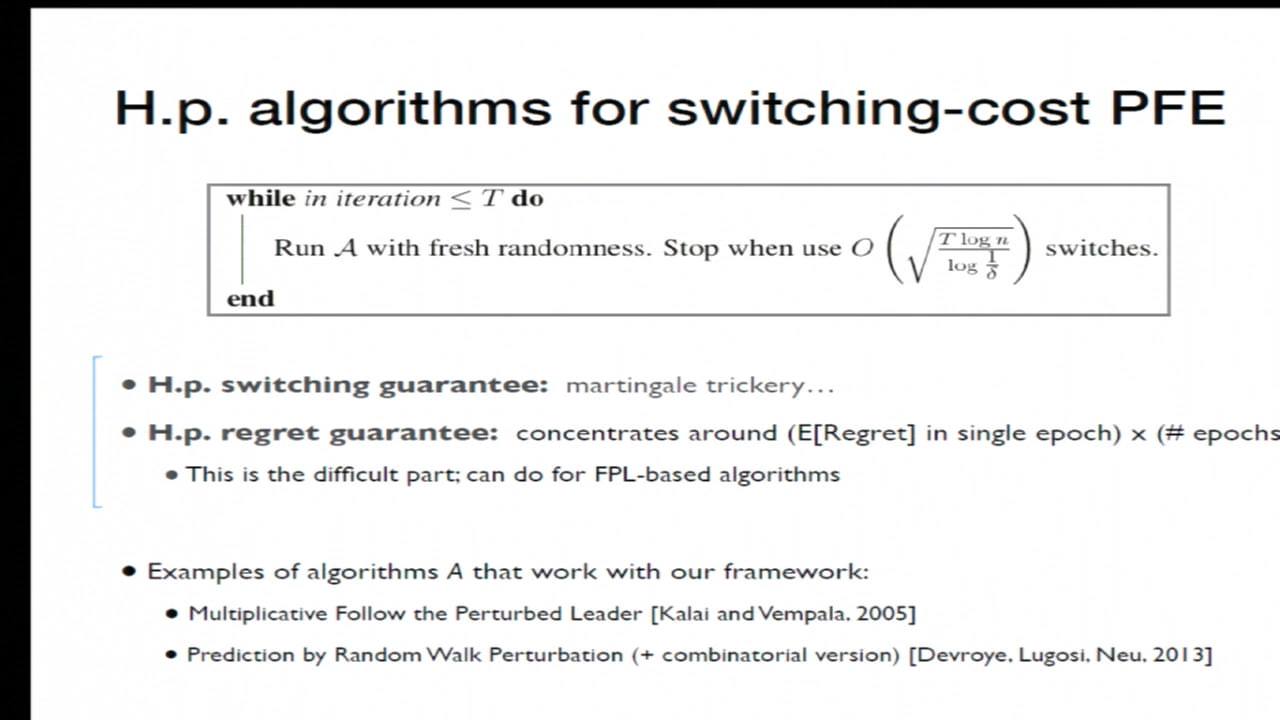 H.p. algorithms for switching-cost PFE
while in iteration ≤ T do
Run 𝒜 with fresh randomness. Stop when use O(√(T log n / log 1/δ)) switches.
end
• H.p. switching guarantee: martingale trickery…
• H.p. regret guarantee: concentrates around (E[Regret] in single epoch) x (# epochs
• This is the difficult part; can do for FPL-based algorithms
• Examples of algorithms A that work with our framework:
• Multiplicative Follow the Perturbed Leader [Kalai and Vempala, 2005]
• Prediction by Random Walk Perturbation (+ combinatorial version) [Devroye, Lugosi, Neu, 2013]